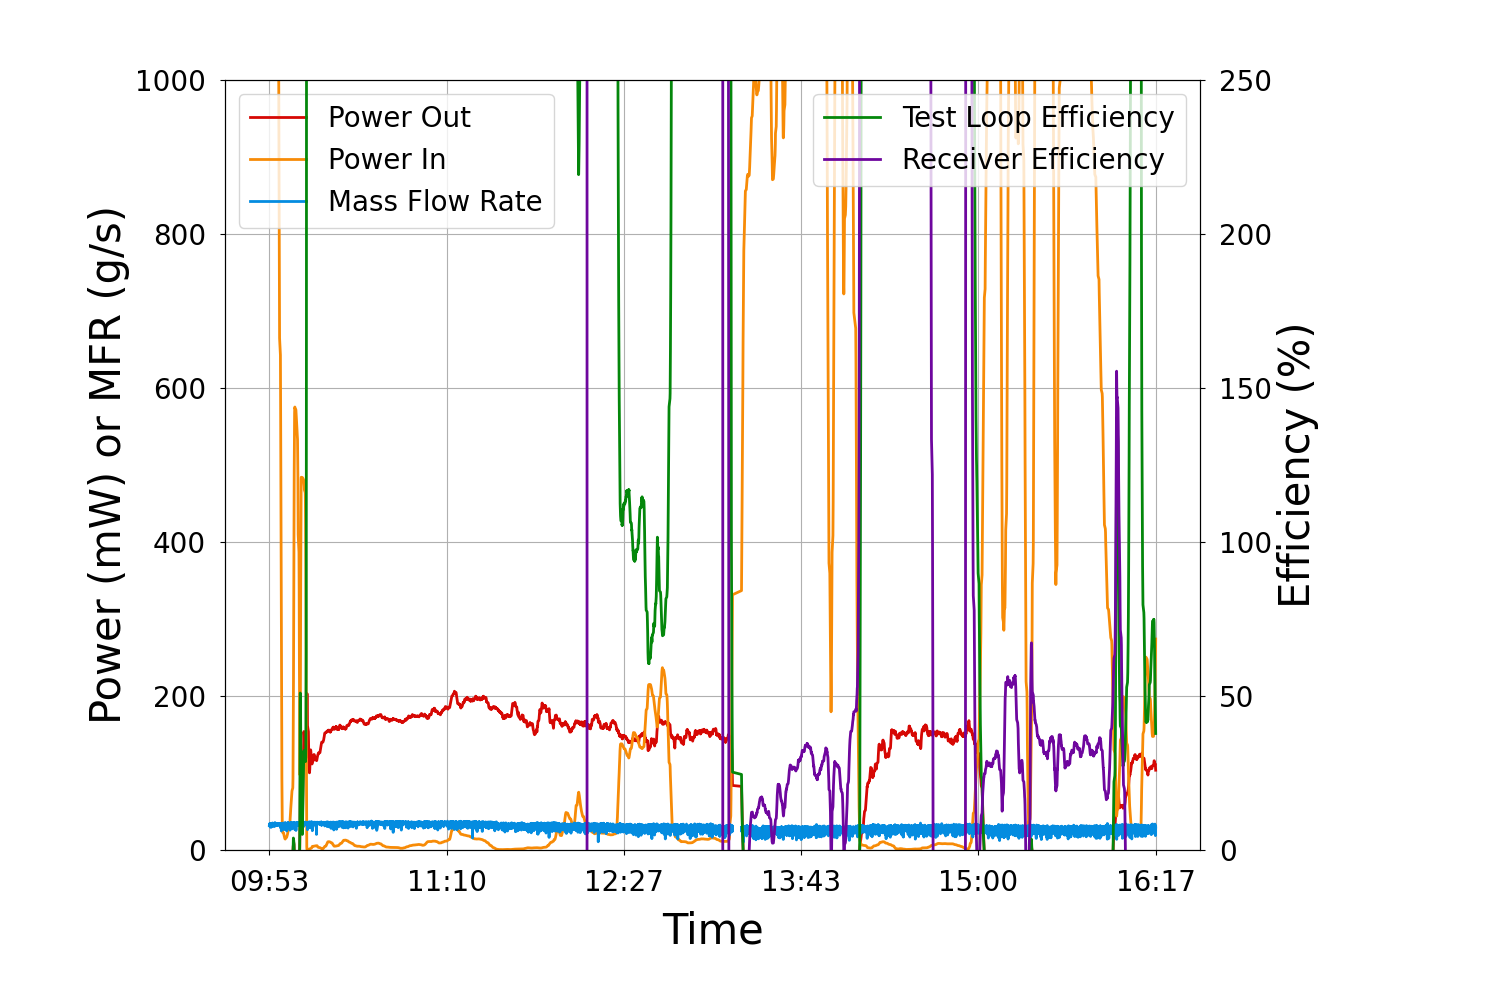 1000
800
600
400
200
0
Power (mW) or MFR (g/s)
Power Out
Power In
Mass Flow Rate
Test Loop Efficiency
Receiver Efficiency
250
200
150
100
50
0
Efficiency (%)
09:53 11:10 12:27 13:43 15:00 16:17
Time